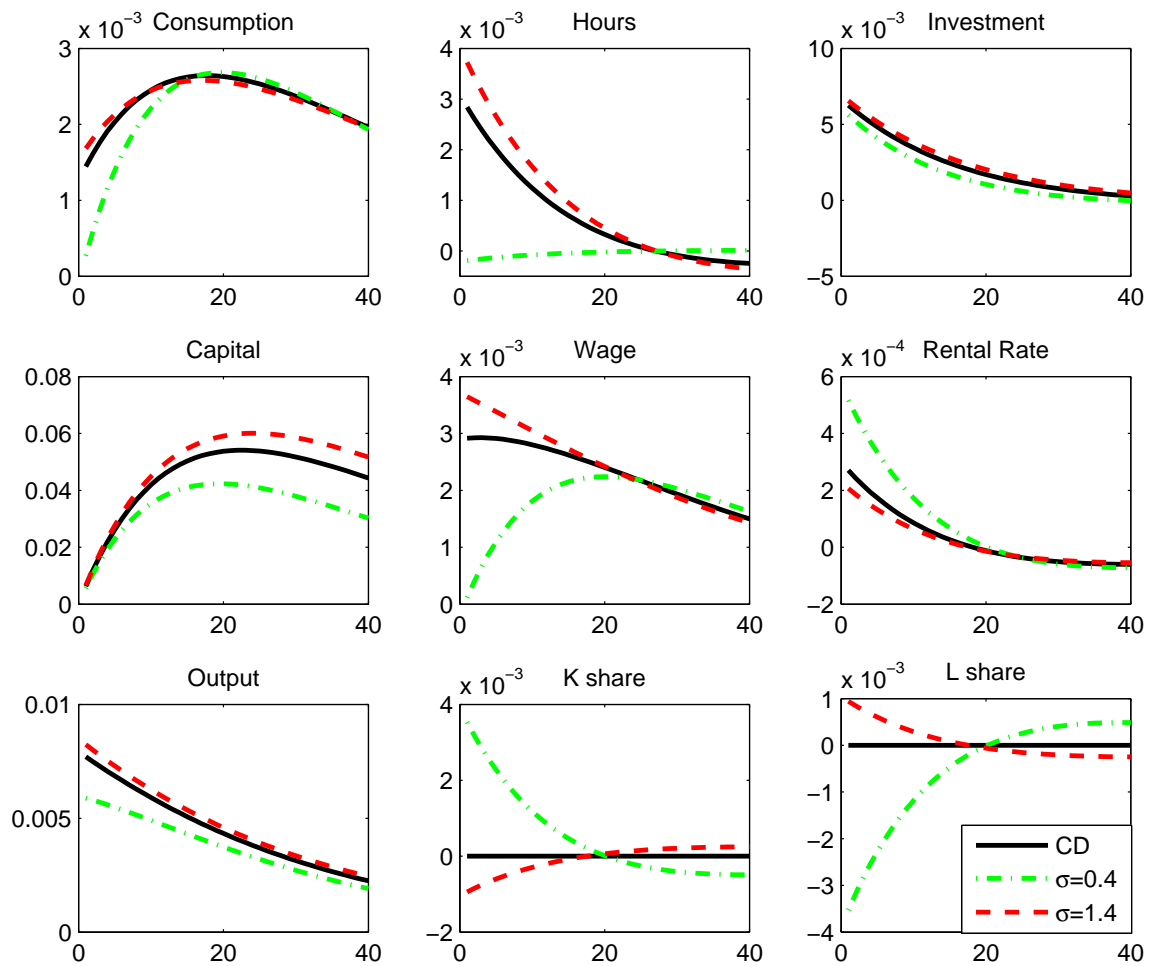 x 10⁻³ Consumption
3
2
1
0
0 20 40
x 10⁻³ Hours
4
3
2
1
0
0 20 40
x 10⁻³ Investment
10
5
0
−5
0 20 40
Capital
0.08
0.06
0.04
0.02
0
0 20 40
x 10⁻³ Wage
4
3
2
1
0
0 20 40
x 10⁻⁴ Rental Rate
6
4
2
0
−2
0 20 40
Output
0.01
0.005
0
0 20 40
x 10⁻³ K share
4
2
0
−2
0 20 40
x 10⁻³ L share
1
0
−1
−2
−3
−4
0 20 40
CD
σ=0.4
σ=1.4